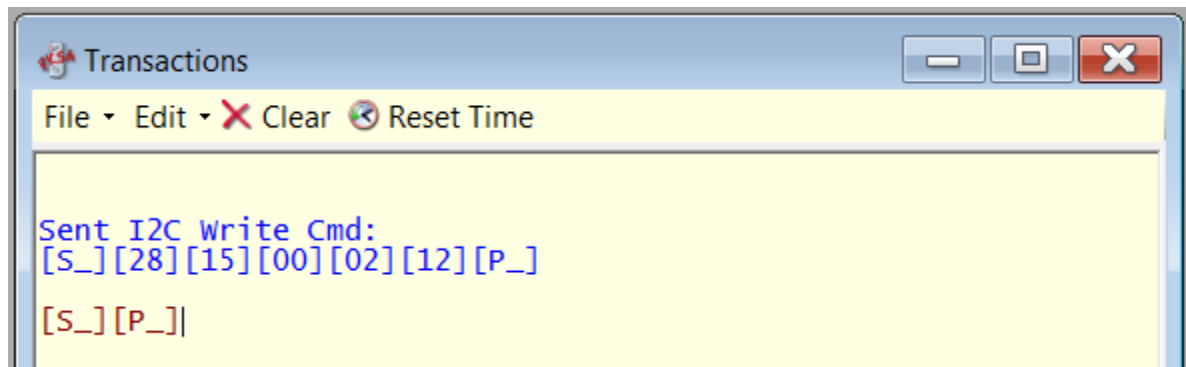 Transactions
File Edit Clear Reset Time
Sent I2C Write Cmd:
[S_][28][15][00][02][12][P_]
[S_][P_]